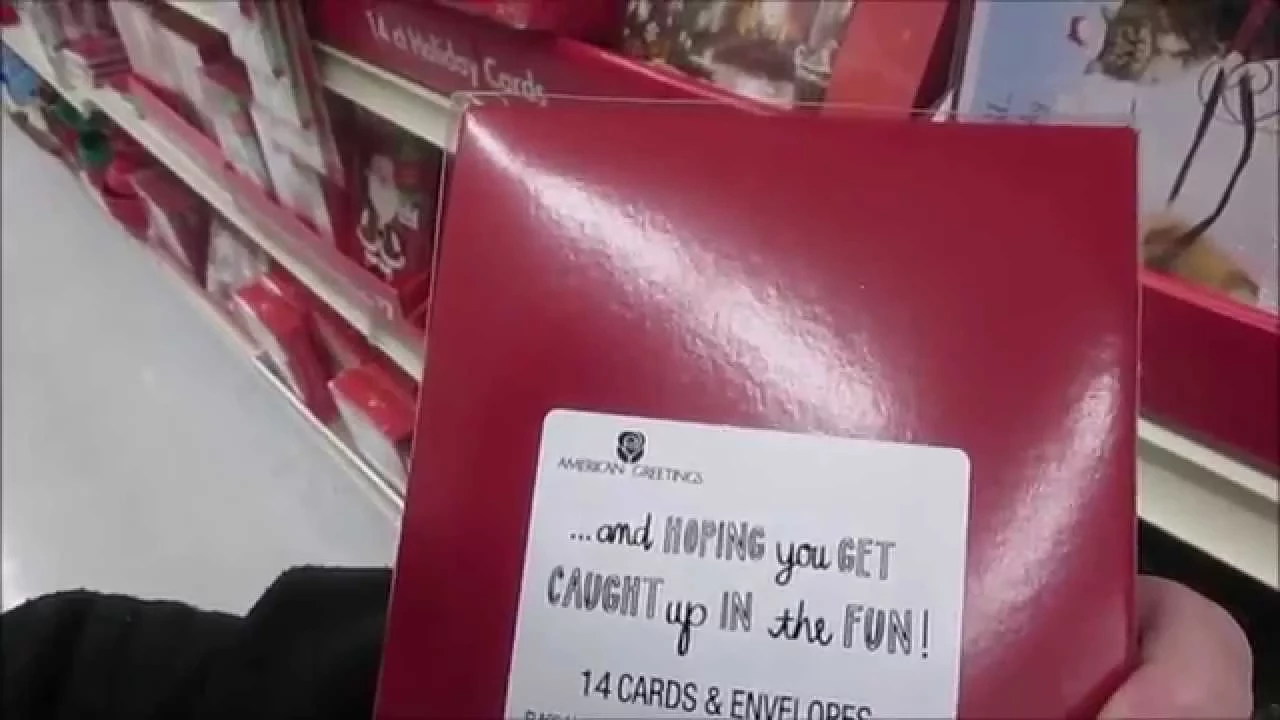 14 ct Holiday Cards
AMERICAN GREETINGS
...and HOPING you GET
CAUGHT up IN the FUN!
14 CARDS & ENVELOPES